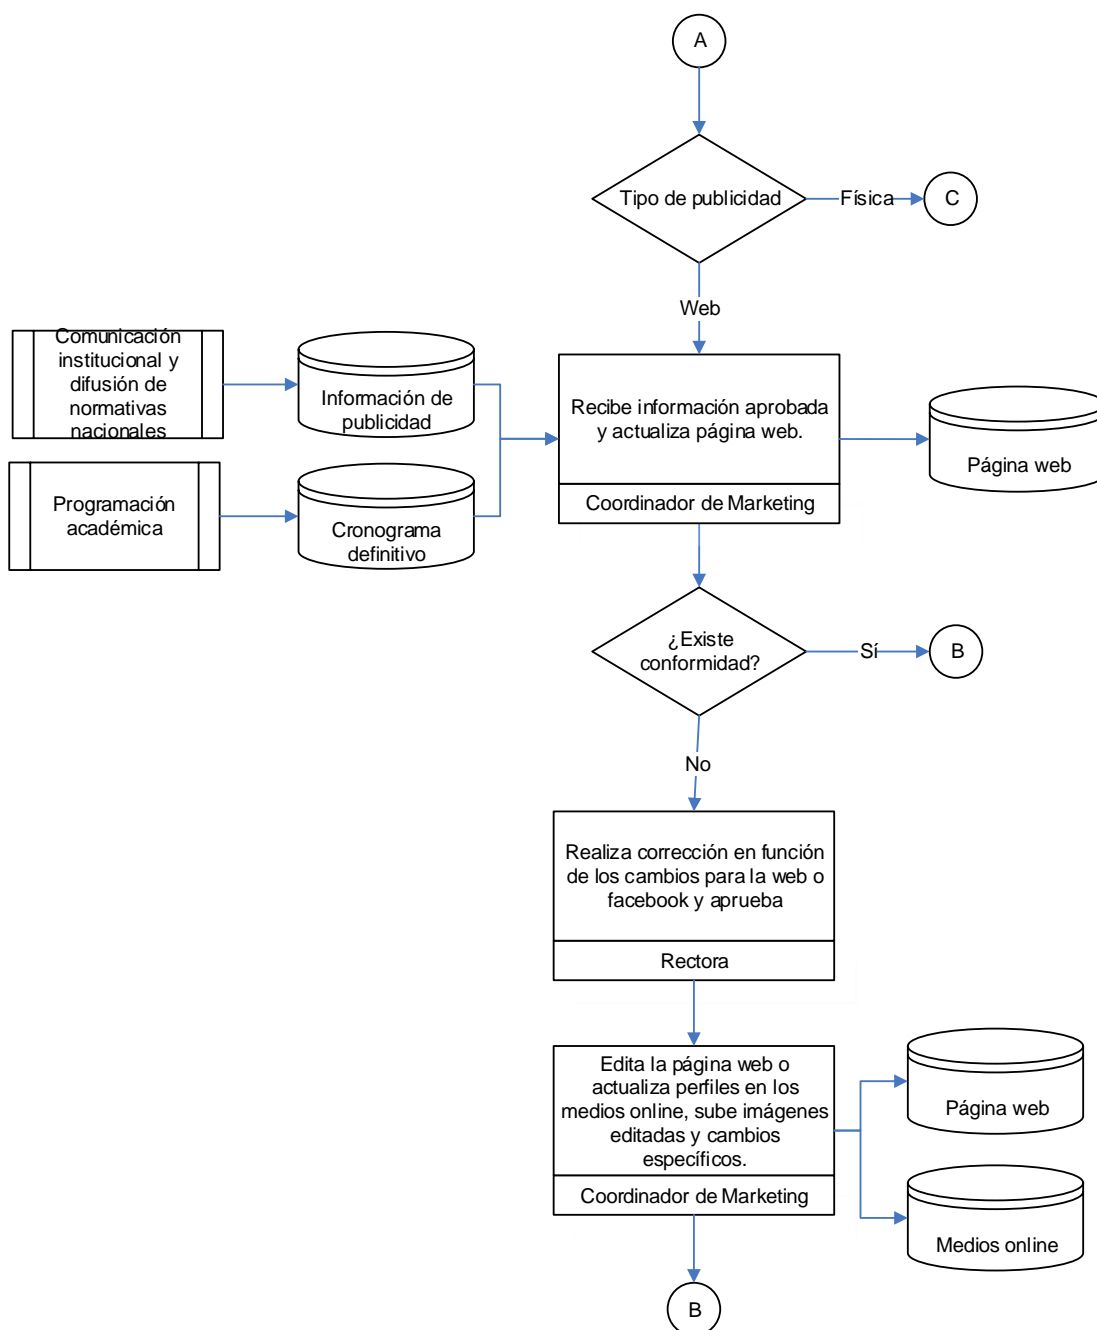 A
Tipo de publicidad
Física
C
Web
Comunicación
institucional y
difusión de
normativas
nacionales
Información de
publicidad
Recibe información aprobada
y actualiza página web.
Coordinador de Marketing
Página web
Programación
académica
Cronograma
definitivo
¿Existe
conformidad?
Sí
B
No
Realiza corrección en función
de los cambios para la web o
facebook y aprueba
Rectora
Edita la página web o
actualiza perfiles en los
medios online, sube imágenes
editadas y cambios
específicos.
Coordinador de Marketing
Página web
Medios online
B